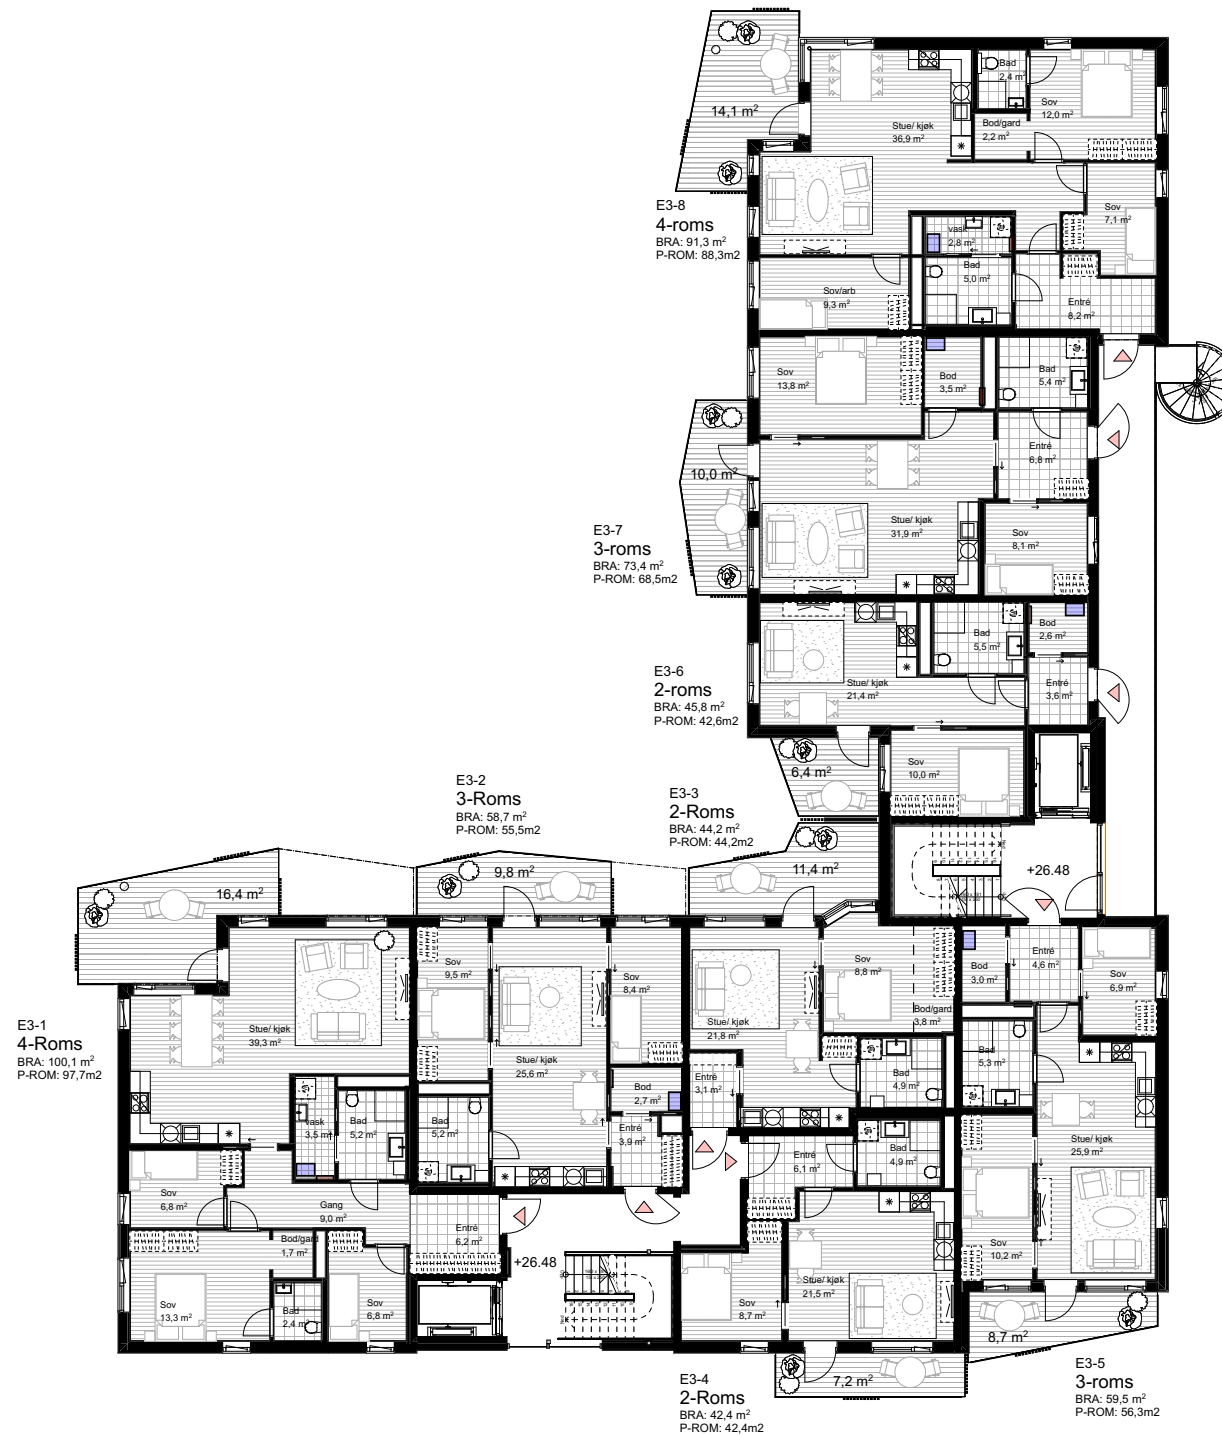 14,1 m²
Stue/ kjøk
36,9 m²
Bad
2,4 m²
Sov
12,0 m²
Bod/gard
2,2 m²
E3-8
4-roms
BRA: 91,3 m²
P-ROM: 88,3m2
Sov
7,1 m²
vask
2,8 m²
Bad
5,0 m²
Sov/arb
9,3 m²
Entré
8,2 m²
Sov
13,8 m²
Bod
3,5 m²
Bad
5,4 m²
10,0 m²
Entré
6,8 m²
E3-7
3-roms
BRA: 73,4 m²
P-ROM: 68,5m2
Stue/ kjøk
31,9 m²
Sov
8,1 m²
Bad
5,5 m²
Bod
2,6 m²
E3-6
2-roms
BRA: 45,8 m²
P-ROM: 42,6m2
Stue/ kjøk
21,4 m²
Entré
3,6 m²
6,4 m²
Sov
10,0 m²
E3-2
3-Roms
BRA: 58,7 m²
P-ROM: 55,5m2
E3-3
2-Roms
BRA: 44,2 m²
P-ROM: 44,2m2
16,4 m²
9,8 m²
11,4 m²
+26.48
E3-1
4-Roms
BRA: 100,1 m²
P-ROM: 97,7m2
Stue/ kjøk
39,3 m²
Sov
9,5 m²
Sov
8,4 m²
Stue/ kjøk
25,6 m²
Stue/ kjøk
21,8 m²
Sov
8,8 m²
Bod/gard
3,8 m²
Bod
3,0 m²
Entré
4,6 m²
Sov
6,9 m²
vask
3,5 m²
Bad
5,2 m²
Bad
5,2 m²
Bod
2,7 m²
Entré
3,9 m²
Entré
3,1 m²
Bad
4,9 m²
Bad
5,3 m²
Stue/ kjøk
25,9 m²
Sov
6,8 m²
Gang
9,0 m²
Entré
6,2 m²
Entré
6,1 m²
Bad
4,9 m²
Bod/gard
1,7 m²
+26.48
Sov
10,2 m²
Sov
13,3 m²
Bad
2,4 m²
Sov
6,8 m²
Sov
8,7 m²
Stue/ kjøk
21,5 m²
8,7 m²
E3-4
2-Roms
BRA: 42,4 m²
P-ROM: 42,4m2
7,2 m²
E3-5
3-roms
BRA: 59,5 m²
P-ROM: 56,3m2